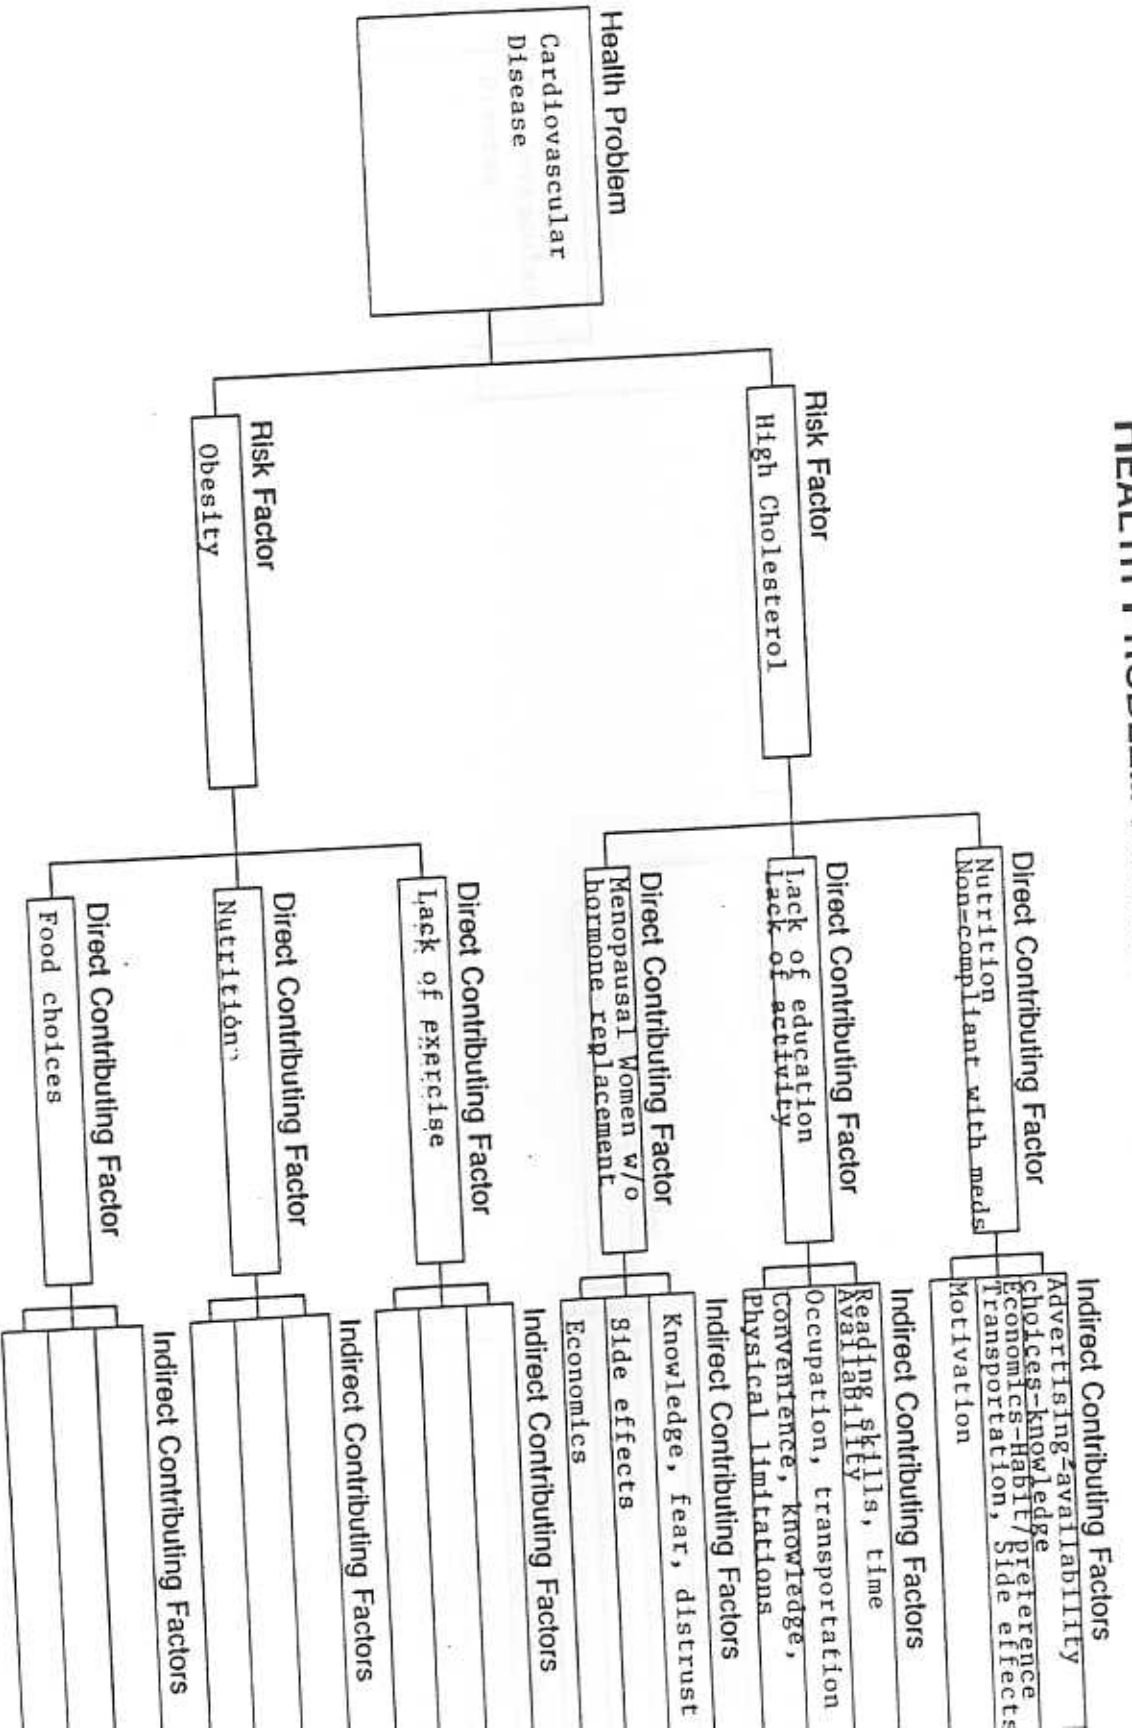 HEALTH PROBLEM
Health Problem
Cardiovascular
Disease
Risk Factor
High Cholesterol
Direct Contributing Factor
Nutrition
Non-compliant with meds
Indirect Contributing Factors
Advertising-availability
choices-knowledge
Economics-Habit/preference
Transportation, Side effects
Motivation
Direct Contributing Factor
Lack of education
Lack of activity
Indirect Contributing Factors
Reading skills, time
Availability
Occupation, transportation
Convenience, knowledge,
Physical limitations
Direct Contributing Factor
Menopausal Women w/o
hormone replacement
Indirect Contributing Factors
Knowledge, fear, distrust
Side effects
Economics
Risk Factor
Obesity
Direct Contributing Factor
Lack of exercise
Indirect Contributing Factors
Direct Contributing Factor
Nutrition
Indirect Contributing Factors
Direct Contributing Factor
Food choices
Indirect Contributing Factors